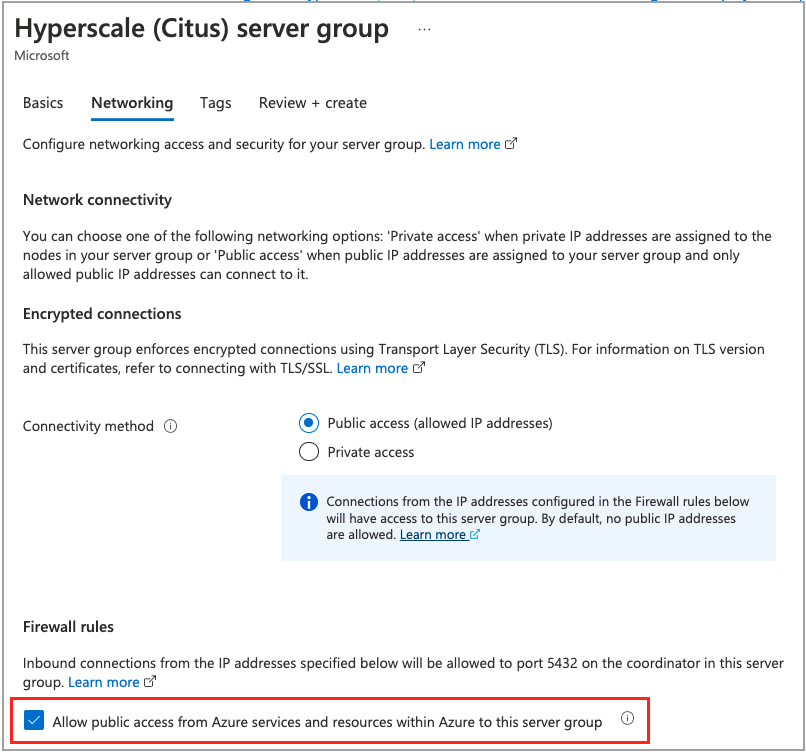 Hyperscale (Citus) server group ...
Microsoft
Basics Networking Tags Review + create
Configure networking access and security for your server group. Learn more
Network connectivity
You can choose one of the following networking options: 'Private access' when private IP addresses are assigned to the
nodes in your server group or 'Public access' when public IP addresses are assigned to your server group and only
allowed public IP addresses can connect to it.
Encrypted connections
This server group enforces encrypted connections using Transport Layer Security (TLS). For information on TLS version
and certificates, refer to connecting with TLS/SSL. Learn more
Connectivity method
Public access (allowed IP addresses)
Private access
Connections from the IP addresses configured in the Firewall rules below
will have access to this server group. By default, no public IP addresses
are allowed. Learn more
Firewall rules
Inbound connections from the IP addresses specified below will be allowed to port 5432 on the coordinator in this server
group. Learn more
Allow public access from Azure services and resources within Azure to this server group